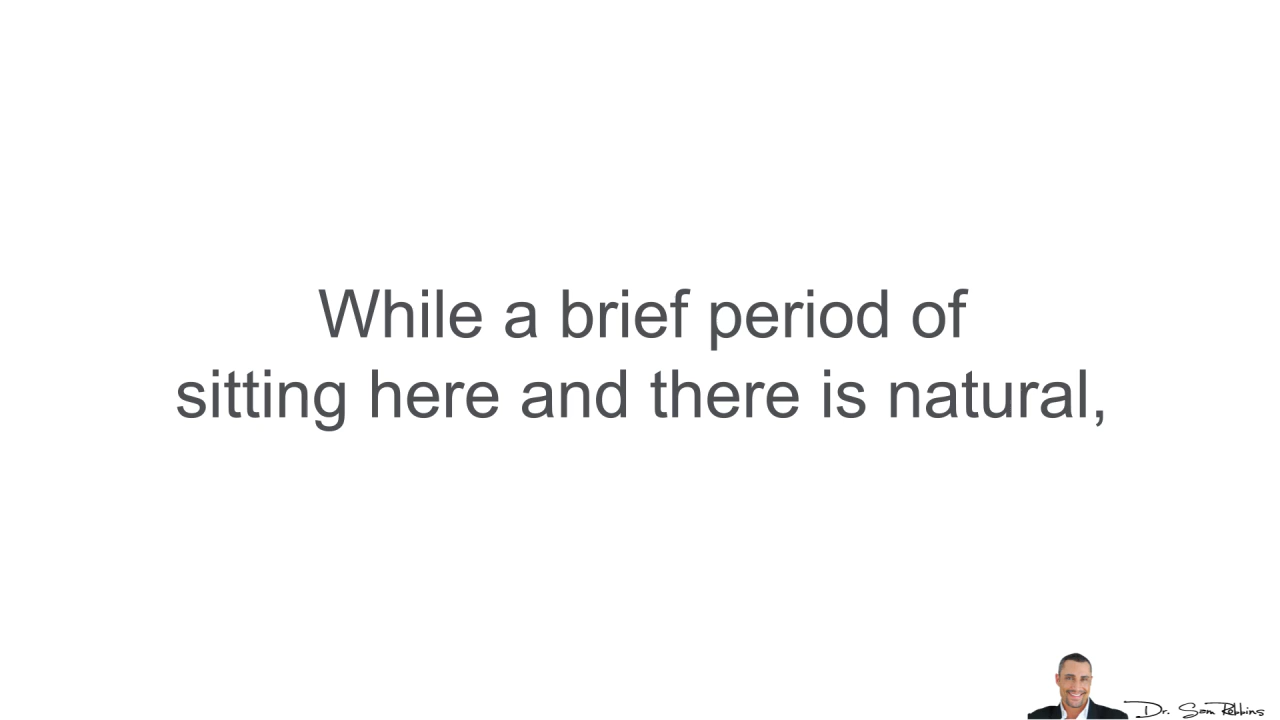 While a brief period of
sitting here and there is natural,
Dr. Sam Robbins